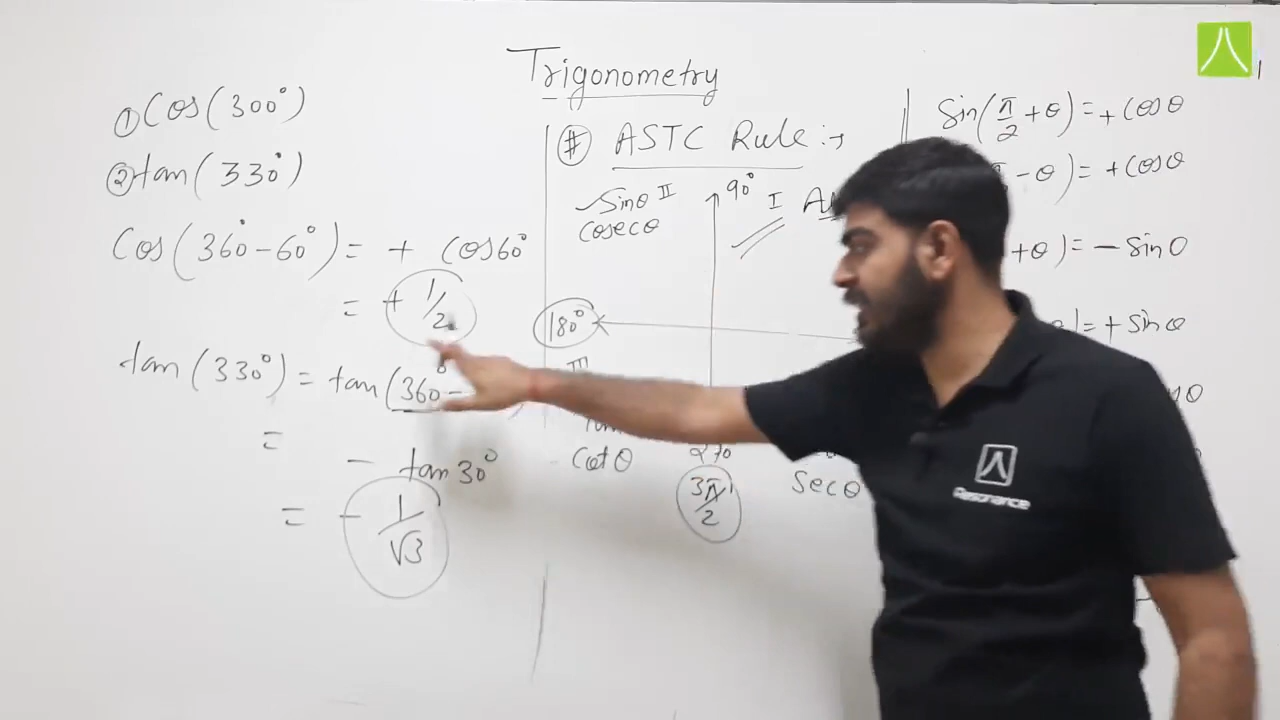 Trigonometry
① Cos(300°)
② tan(330°)
Cos(360°-60°) = + Cos60°
= + 1/2
tan(330°) = tan(360°-
= - tan30°
= - 1/√3
# ASTC Rule :→
Sinθ II
Cosecθ
90° I
180°
III
Cotθ
270
3π/2
Secθ
Sin(π/2 + θ) = + Cosθ
- θ) = + Cosθ
+θ) = - Sinθ
= + Sinθ
Resonance